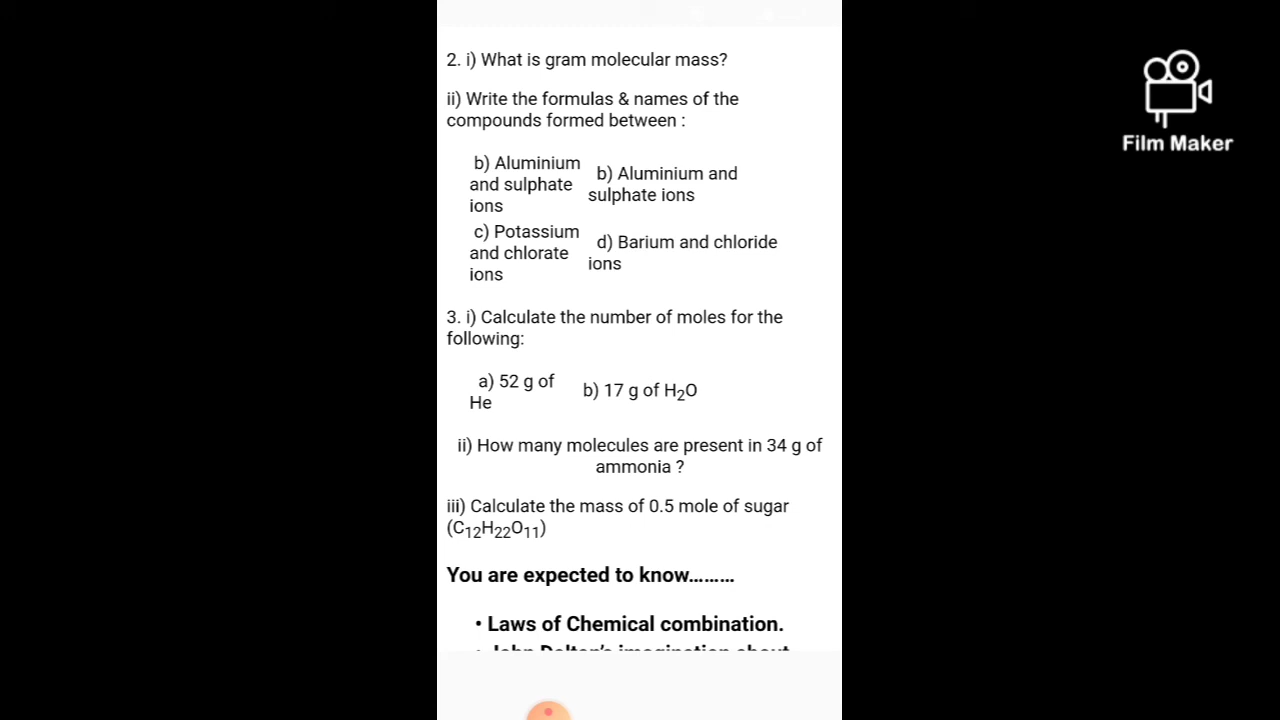 2. i) What is gram molecular mass?
ii) Write the formulas & names of the
compounds formed between :
b) Aluminium
and sulphate
ions
b) Aluminium and
sulphate ions
c) Potassium
and chlorate
ions
d) Barium and chloride
ions
3. i) Calculate the number of moles for the
following:
a) 52 g of
He
b) 17 g of H₂O
ii) How many molecules are present in 34 g of
ammonia ?
iii) Calculate the mass of 0.5 mole of sugar
(C₁₂H₂₂O₁₁)
You are expected to know.........
• Laws of Chemical combination.
• John Dalton's imagination about
Film Maker